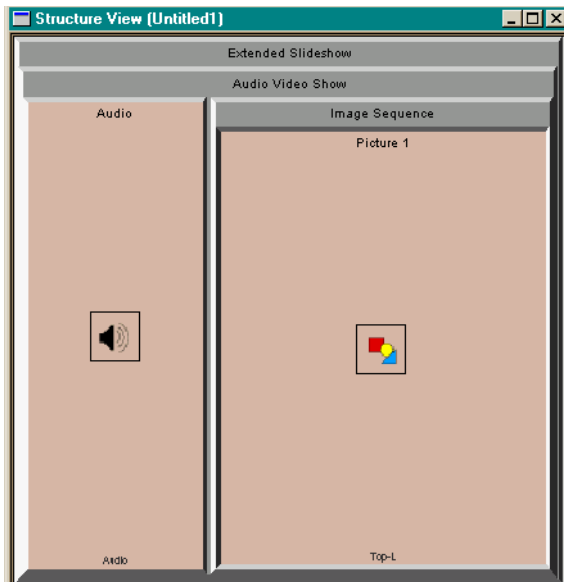 Structure View (Untitled1)
Extended Slideshow
Audio Video Show
Audio
Image Sequence
Picture 1
Audio
Top-L